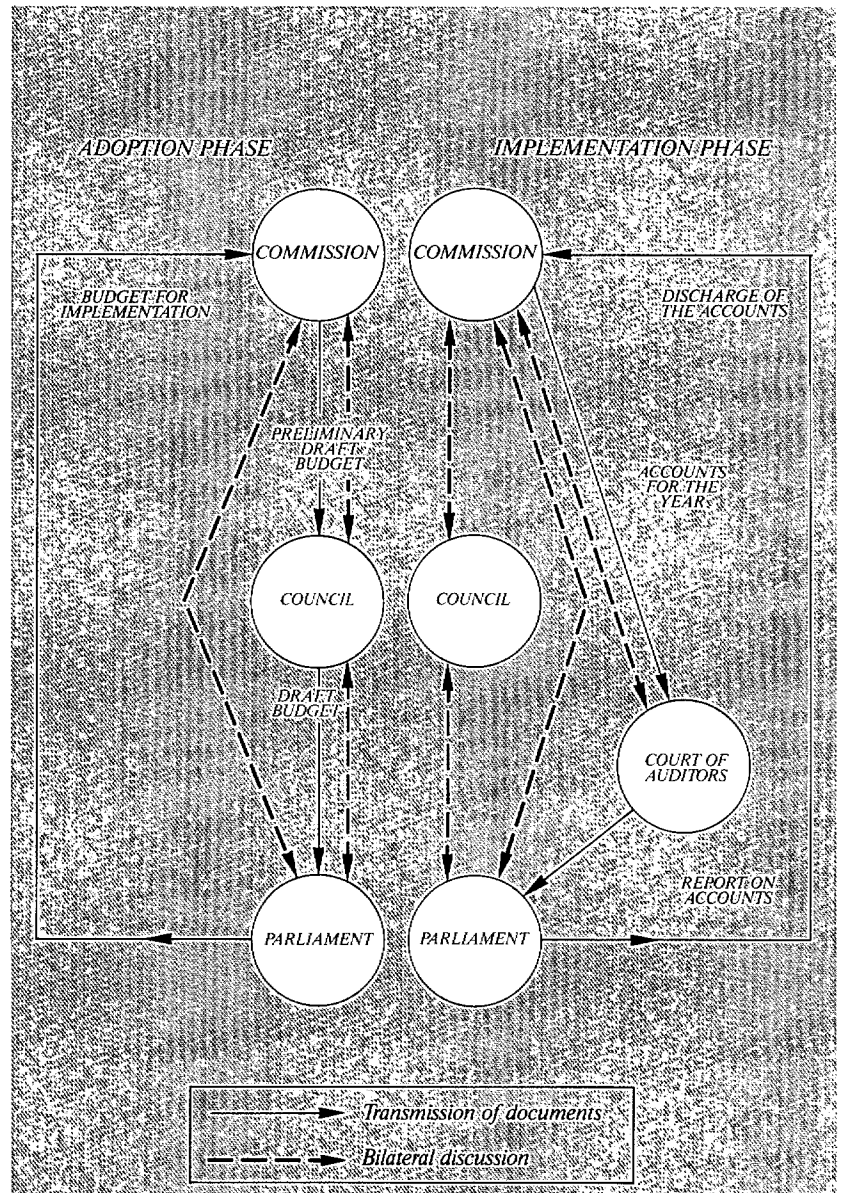 ADOPTION PHASE
IMPLEMENTATION PHASE
COMMISSION
COMMISSION
BUDGET FOR
IMPLEMENTATION
DISCHARGE OF
THE ACCOUNTS
PRELIMINARY
DRAFT
BUDGET
ACCOUNTS
FOR THE
YEAR
COUNCIL
COUNCIL
DRAFT
BUDGET
COURT OF
AUDITORS
REPORT ON
ACCOUNTS
PARLIAMENT
PARLIAMENT
Transmission of documents
Bilateral discussion